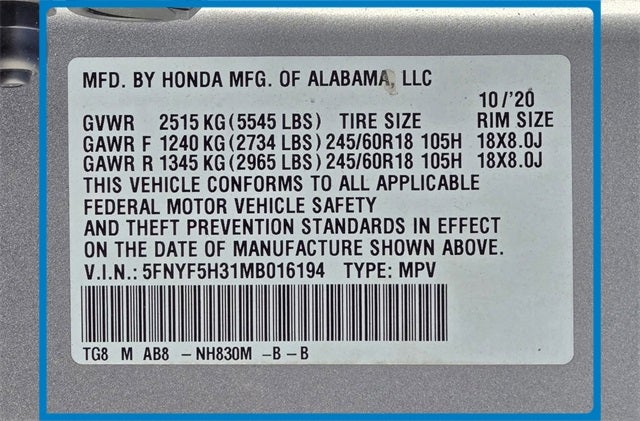 MFD. BY HONDA MFG. OF ALABAMA, LLC
10/'20
GVWR 2515 KG (5545 LBS) TIRE SIZE RIM SIZE
GAWR F 1240 KG (2734 LBS) 245/60R18 105H 18X8.0J
GAWR R 1345 KG (2965 LBS) 245/60R18 105H 18X8.0J
THIS VEHICLE CONFORMS TO ALL APPLICABLE
FEDERAL MOTOR VEHICLE SAFETY
AND THEFT PREVENTION STANDARDS IN EFFECT
ON THE DATE OF MANUFACTURE SHOWN ABOVE.
V.I.N.: 5FNYF5H31MB016194 TYPE: MPV
TG8 M AB8 - NH830M - B - B